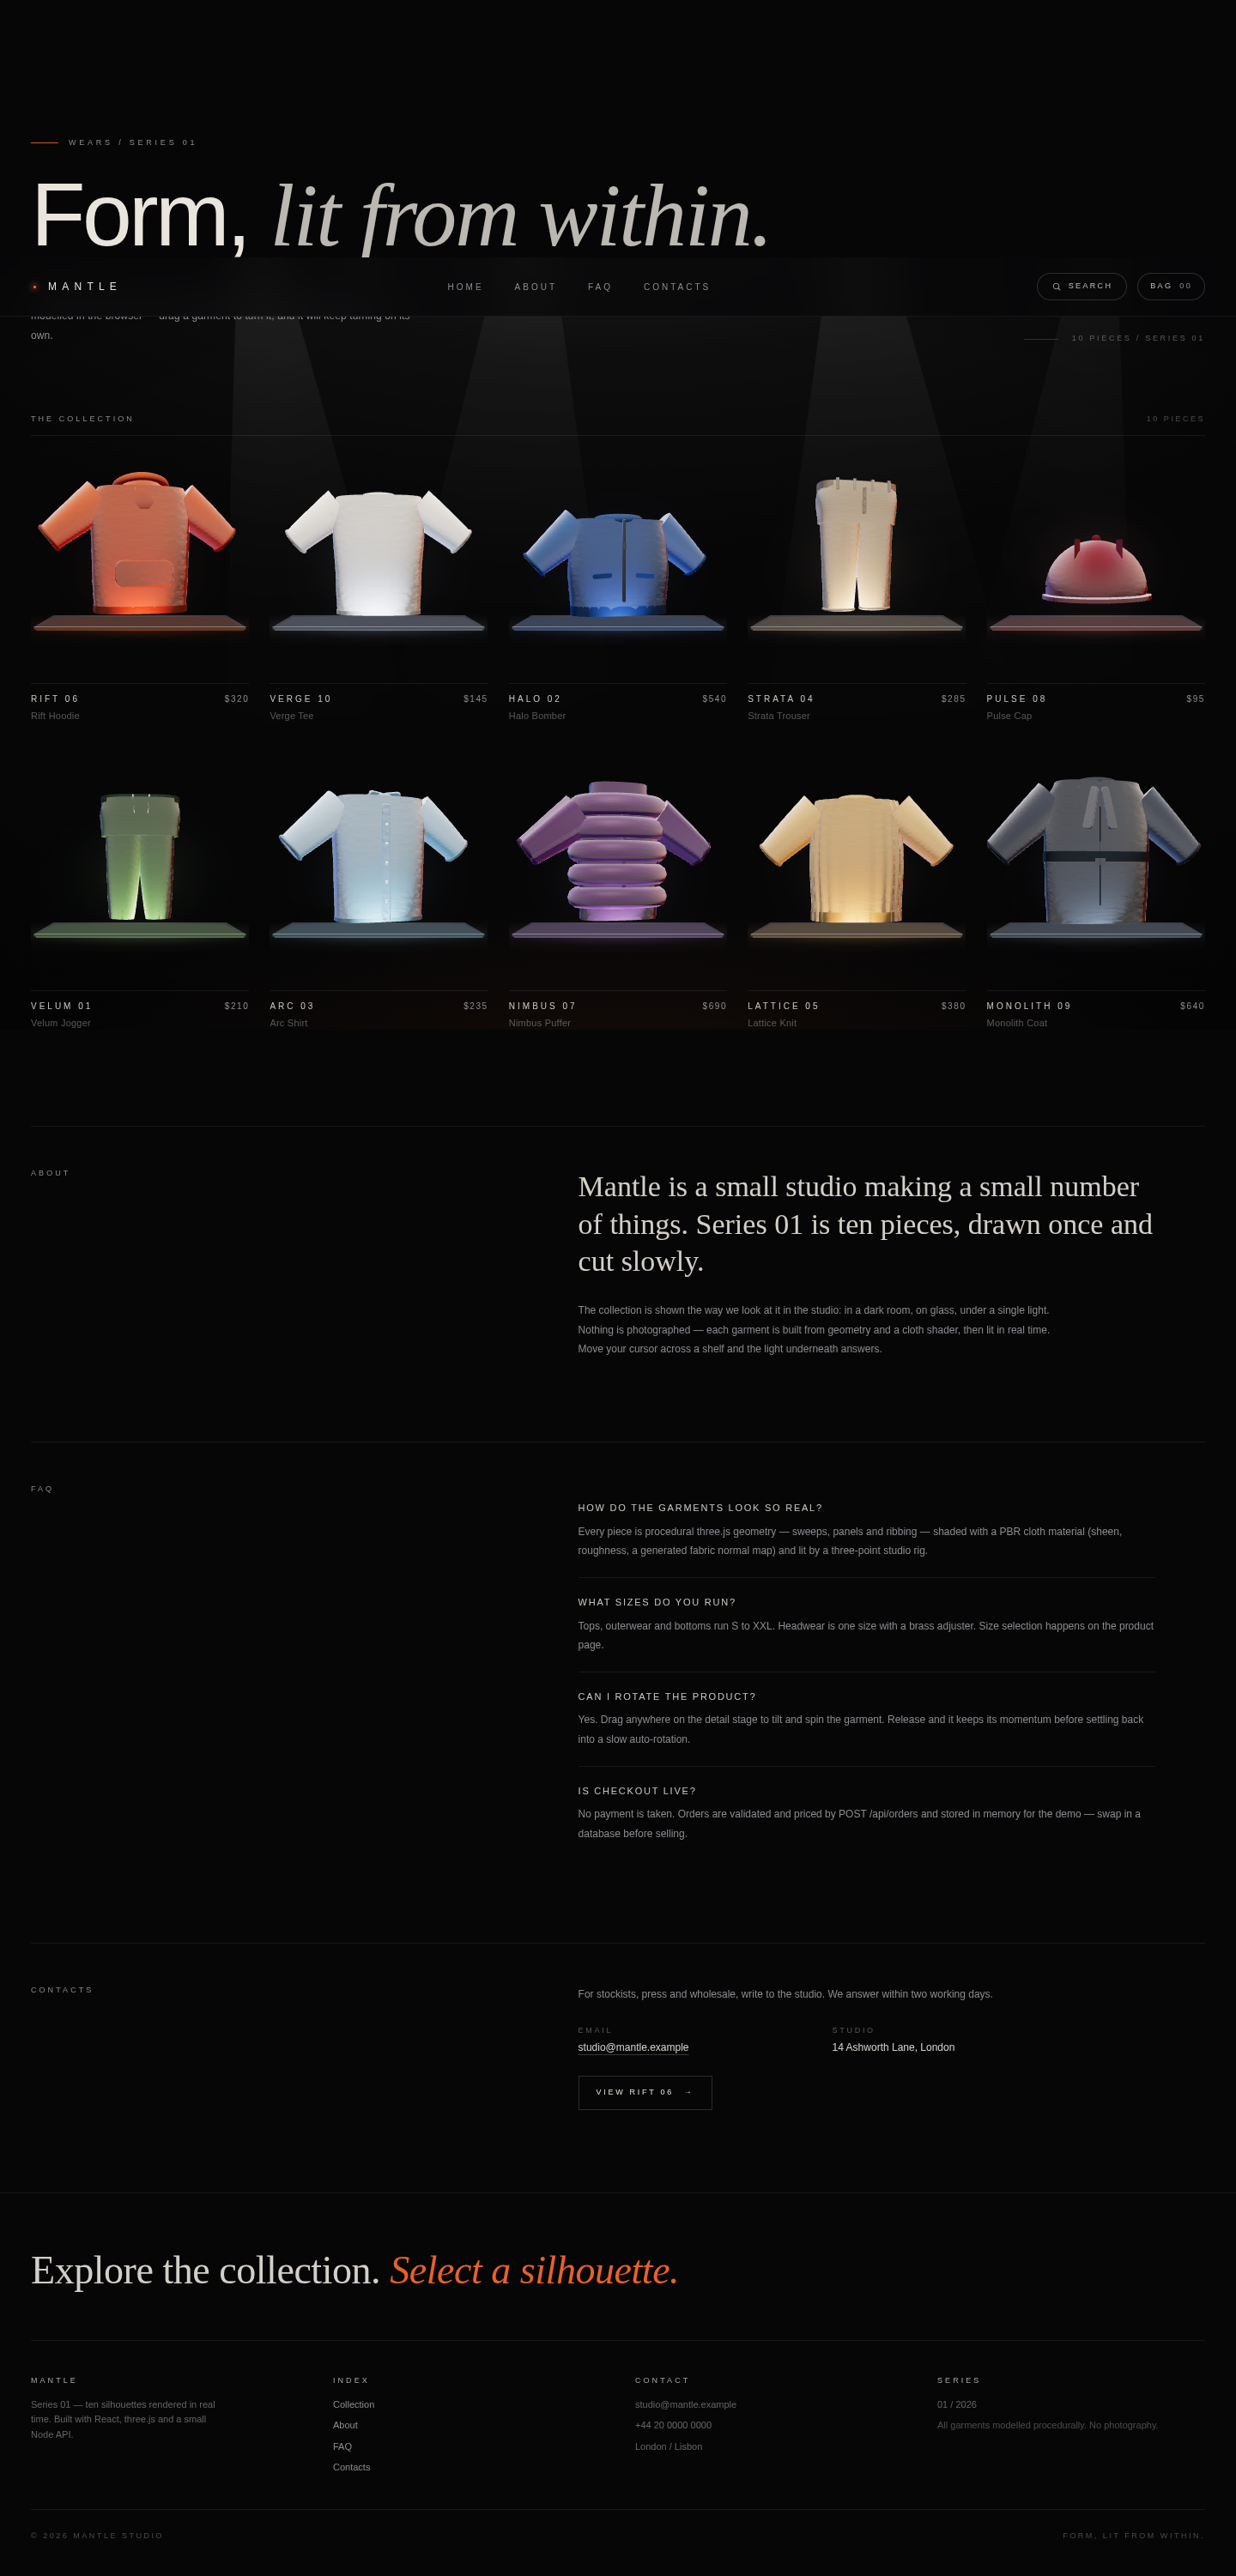 WEARS / SERIES 01
Form, lit from within.
MANTLE
HOME
ABOUT
FAQ
CONTACTS
SEARCH
BAG 00
modelled in the browser — drag a garment to turn it, and it will keep turning on its
own.
10 PIECES / SERIES 01
THE COLLECTION
10 PIECES
RIFT 06 $320
Rift Hoodie
VERGE 10 $145
Verge Tee
HALO 02 $540
Halo Bomber
STRATA 04 $285
Strata Trouser
PULSE 08 $95
Pulse Cap
VELUM 01 $210
Velum Jogger
ARC 03 $235
Arc Shirt
NIMBUS 07 $690
Nimbus Puffer
LATTICE 05 $380
Lattice Knit
MONOLITH 09 $640
Monolith Coat
ABOUT
Mantle is a small studio making a small number
of things. Series 01 is ten pieces, drawn once and
cut slowly.
The collection is shown the way we look at it in the studio: in a dark room, on glass, under a single light.
Nothing is photographed — each garment is built from geometry and a cloth shader, then lit in real time.
Move your cursor across a shelf and the light underneath answers.
FAQ
HOW DO THE GARMENTS LOOK SO REAL?
Every piece is procedural three.js geometry — sweeps, panels and ribbing — shaded with a PBR cloth material (sheen,
roughness, a generated fabric normal map) and lit by a three-point studio rig.
WHAT SIZES DO YOU RUN?
Tops, outerwear and bottoms run S to XXL. Headwear is one size with a brass adjuster. Size selection happens on the product
page.
CAN I ROTATE THE PRODUCT?
Yes. Drag anywhere on the detail stage to tilt and spin the garment. Release and it keeps its momentum before settling back
into a slow auto-rotation.
IS CHECKOUT LIVE?
No payment is taken. Orders are validated and priced by POST /api/orders and stored in memory for the demo — swap in a
database before selling.
CONTACTS
For stockists, press and wholesale, write to the studio. We answer within two working days.
EMAIL
studio@mantle.example
STUDIO
14 Ashworth Lane, London
VIEW RIFT 06 →
Explore the collection. Select a silhouette.
MANTLE
Series 01 — ten silhouettes rendered in real
time. Built with React, three.js and a small
Node API.
INDEX
Collection
About
FAQ
Contacts
CONTACT
studio@mantle.example
+44 20 0000 0000
London / Lisbon
SERIES
01 / 2026
All garments modelled procedurally. No photography.
© 2026 MANTLE STUDIO
FORM, LIT FROM WITHIN.